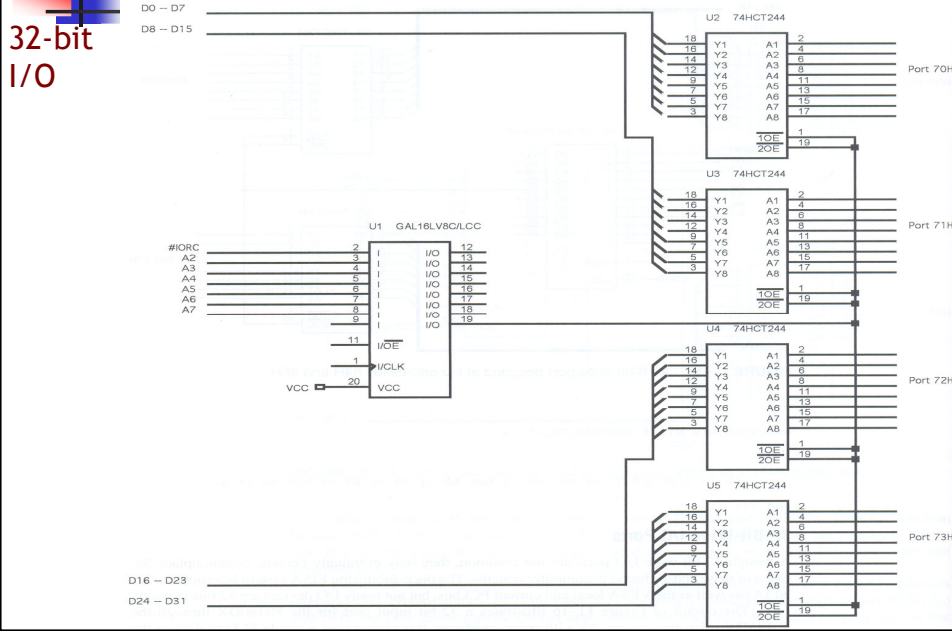 32-bit
I/O
D0 – D7
D8 – D15
U2 74HCT244
18 Y1 A1 2
16 Y2 A2 4
14 Y3 A3 6
12 Y4 A4 8
9 Y5 A5 11
7 Y6 A6 13
5 Y7 A7 15
3 Y8 A8 17
1OE 1
2OE 19
Port 70H
U3 74HCT244
18 Y1 A1 2
16 Y2 A2 4
14 Y3 A3 6
12 Y4 A4 8
9 Y5 A5 11
7 Y6 A6 13
5 Y7 A7 15
3 Y8 A8 17
1OE 1
2OE 19
Port 71H
U1 GAL16LV8C/LCC
#IORC 2 I I/O 12
A2 3 I I/O 13
A3 4 I I/O 14
A4 5 I I/O 15
A5 6 I I/O 16
A6 7 I I/O 17
A7 8 I I/O 18
9 I I/O 19
11 I/OE
1 I/CLK
VCC 20 VCC
U4 74HCT244
18 Y1 A1 2
16 Y2 A2 4
14 Y3 A3 6
12 Y4 A4 8
9 Y5 A5 11
7 Y6 A6 13
5 Y7 A7 15
3 Y8 A8 17
1OE 1
2OE 19
Port 72H
U5 74HCT244
18 Y1 A1 2
16 Y2 A2 4
14 Y3 A3 6
12 Y4 A4 8
9 Y5 A5 11
7 Y6 A6 13
5 Y7 A7 15
3 Y8 A8 17
1OE 1
2OE 19
Port 73H
D16 – D23
D24 – D31